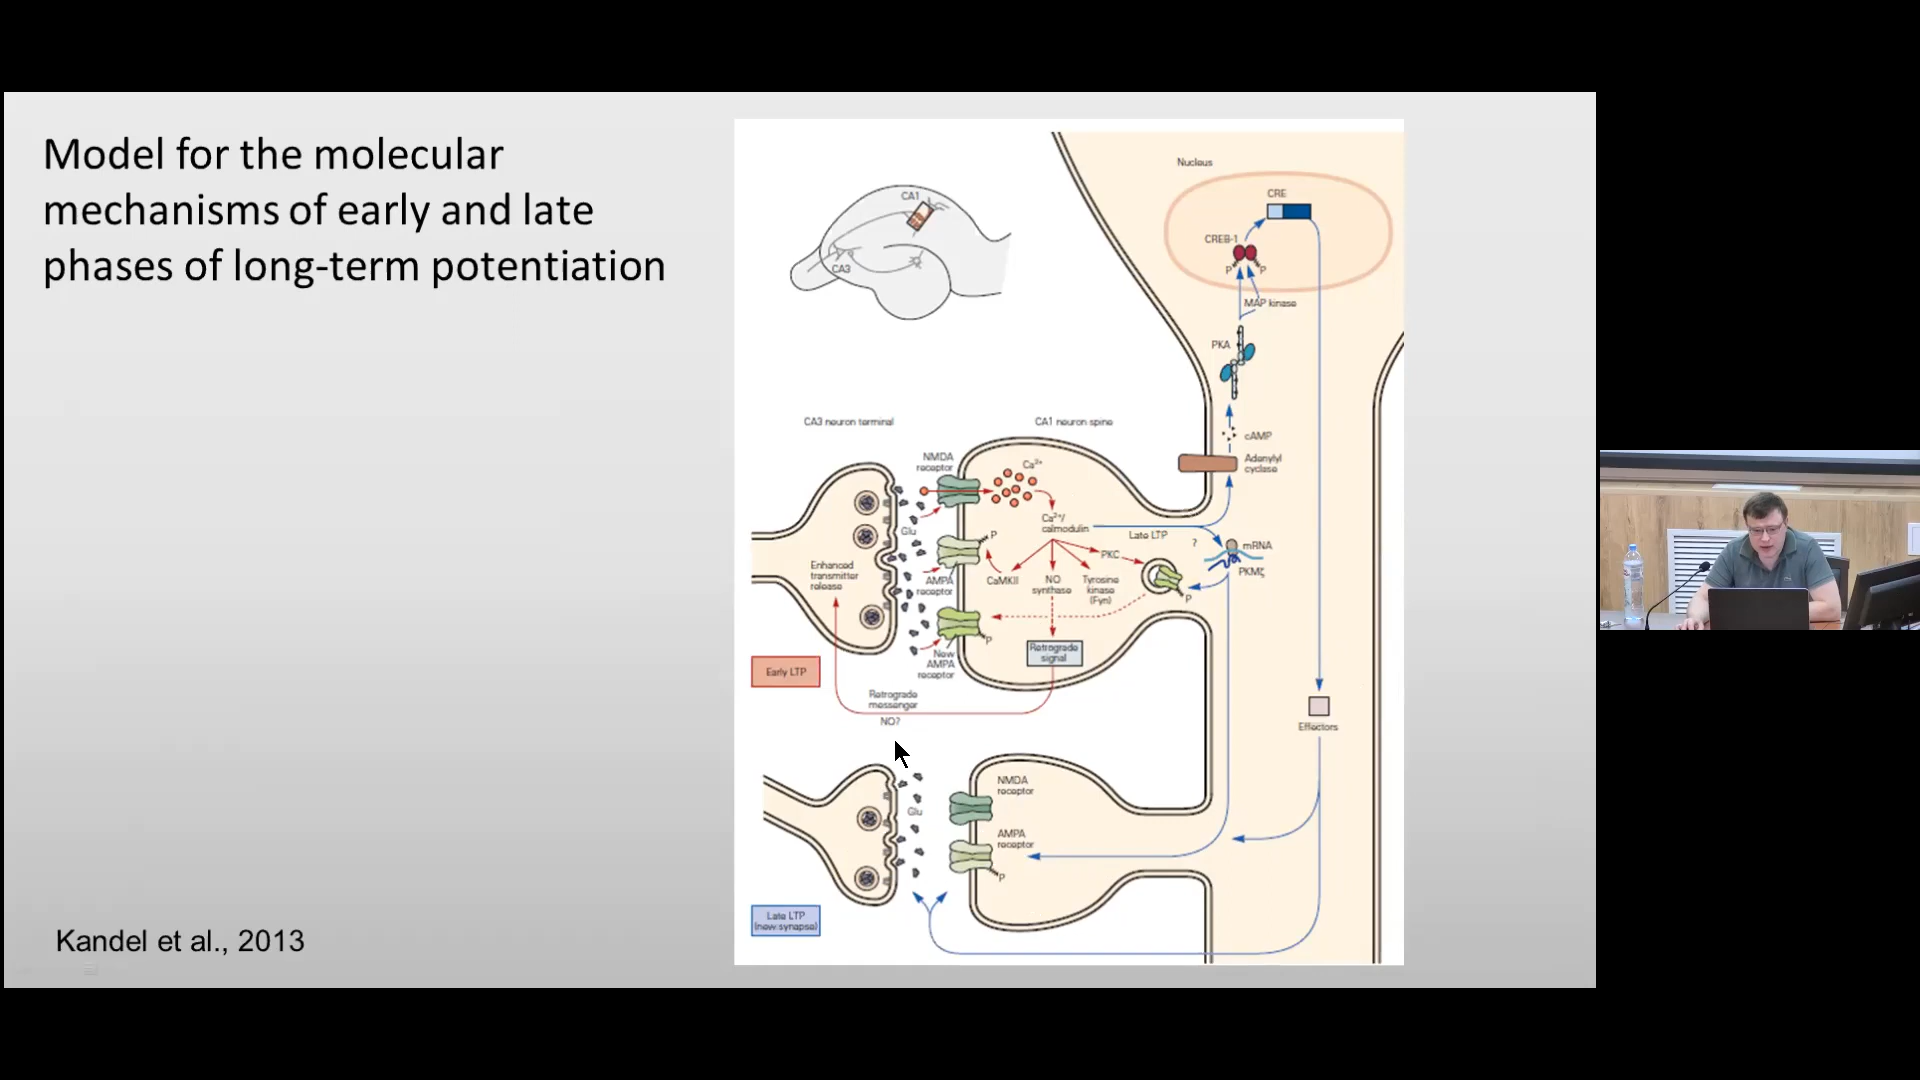 Model for the molecular
mechanisms of early and late
phases of long-term potentiation
Kandel et al., 2013
Nucleus
CRE
CREB-1
P
P
MAP kinase
PKA
cAMP
Adenylyl
cyclase
CA1
CA3
CA3 neuron terminal
CA1 neuron spine
NMDA
receptor
Ca²⁺
Glu
Ca²⁺/
calmodulin
Late LTP
?
mRNA
PKMζ
P
PKC
P
AMPA
receptor
CaMKII
NO
synthase
Tyrosine
kinase
(Fyn)
Enhanced
transmitter
release
P
New
AMPA
receptor
Retrograde
signal
Early LTP
Retrograde
messenger
NO?
Effectors
Glu
NMDA
receptor
AMPA
receptor
P
Late LTP
(new synapse)